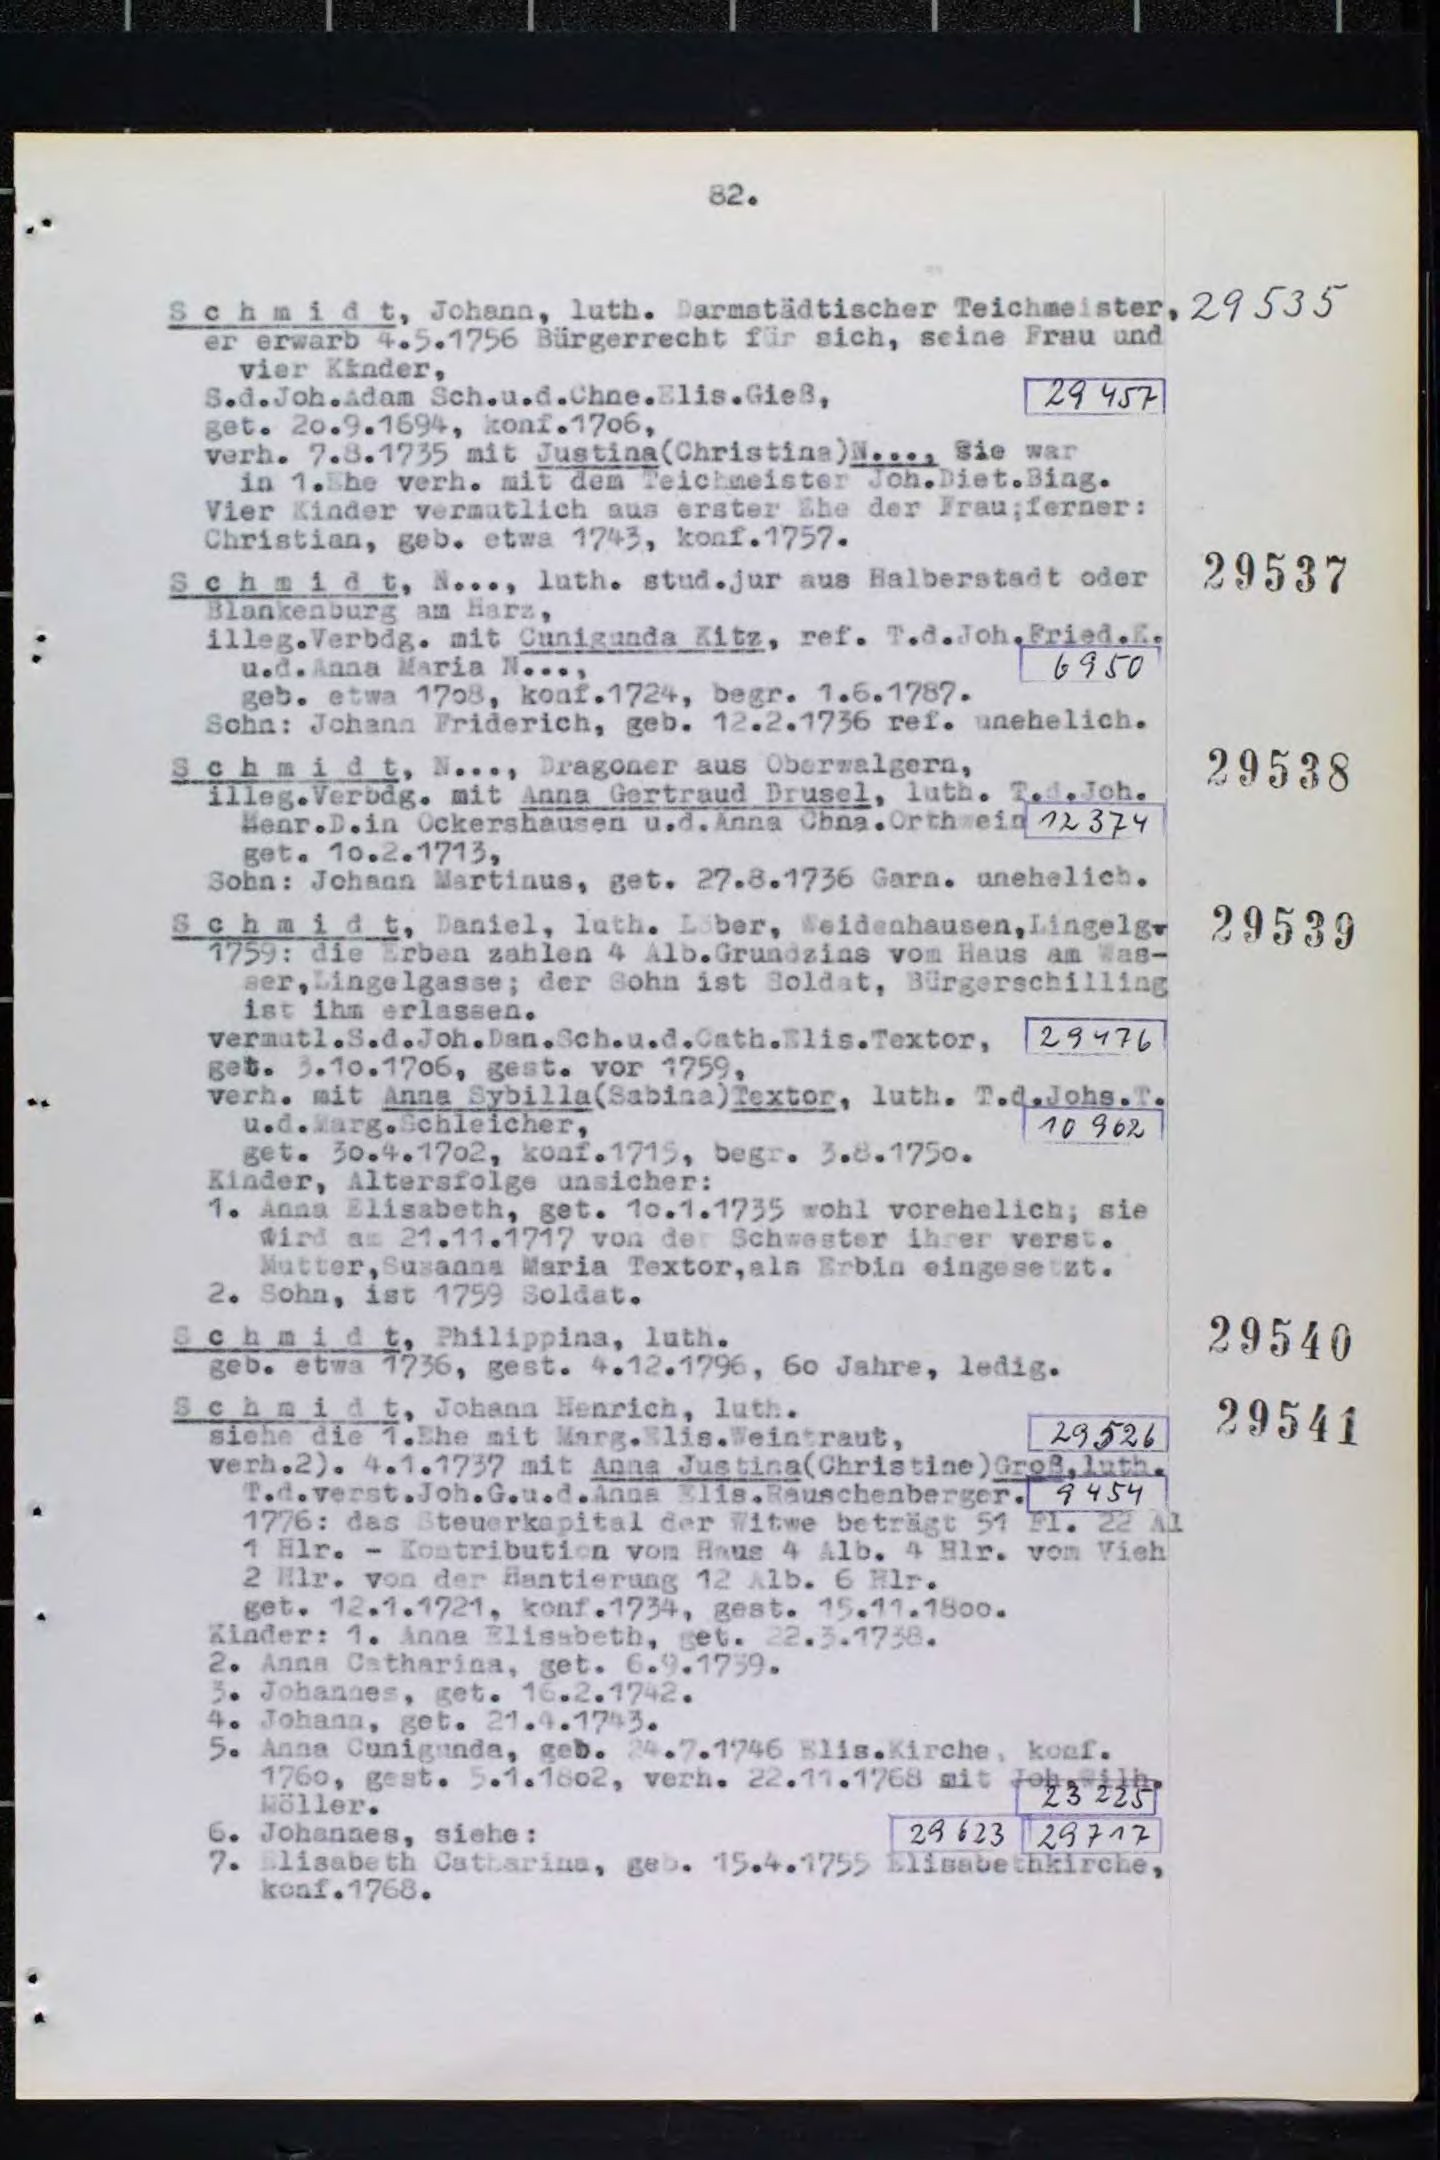 82.
S c h m i d t, Johann, luth. Darmstädtischer Teichmeister, 29535
er erwarb 4.5.1756 Bürgerrecht für sich, seine Frau und
vier Kinder,
S.d.Joh.Adam Sch.u.d.Chne.Elis.Gieß, 29 457
get. 20.9.1694, konf.1706,
verh. 7.8.1735 mit Justina(Christina)N..., Sie war
in 1.Ehe verh. mit dem Teichmeister Joh.Diet.Bing.
Vier Kinder vermutlich aus erster Ehe der Frau;ferner:
Christian, geb. etwa 1743, konf.1757.
S c h m i d t, N..., luth. stud.jur aus Halberstadt oder 29537
Blankenburg am Harz,
illeg.Verbdg. mit Cunigunda Kitz, ref. T.d.Joh.Fried.K.
u.d.Anna Maria N..., 6950
geb. etwa 1708, konf.1724, begr. 1.6.1787.
Sohn: Johann Friderich, geb. 12.2.1736 ref. unehelich.
S c h m i d t, N..., Dragoner aus Oberwalgern, 29538
illeg.Verbdg. mit Anna Gertraud Drusel, luth. T.d.Joh.
Henr.D.in Ockershausen u.d.Anna Chna.Orthwein 12374
get. 10.2.1713,
Sohn: Johann Martinus, get. 27.8.1736 Garn. unehelich.
S c h m i d t, Daniel, luth. Löber, Weidenhausen,Lingelg. 29539
1759: die Erben zahlen 4 Alb.Grundzins vom Haus am Was-
ser,Lingelgasse; der Sohn ist Soldat, Bürgerschilling
ist ihm erlassen.
vermutl.S.d.Joh.Dan.Sch.u.d.Cath.Elis.Textor, 29476
get. 3.10.1706, gest. vor 1759,
verh. mit Anna Sybilla(Sabina)Textor, luth. T.d.Johs.T.
u.d.Marg.Schleicher, 10 902
get. 30.4.1702, konf.1715, begr. 3.8.1750.
Kinder, Altersfolge unsicher:
1. Anna Elisabeth, get. 10.1.1735 wohl vorehelich; sie
wird am 21.11.1717 von der Schwester ihrer verst.
Mutter,Susanna Maria Textor,als Erbin eingesetzt.
2. Sohn, ist 1759 Soldat.
S c h m i d t, Philippina, luth. 29540
geb. etwa 1736, gest. 4.12.1796, 60 Jahre, ledig.
S c h m i d t, Johann Henrich, luth. 29541
siehe die 1.Ehe mit Marg.Elis.Weintraut, 29526
verh.2). 4.1.1737 mit Anna Justina(Christine)Groß,luth.
T.d.verst.Joh.G.u.d.Anna Elis.Rauschenberger. 9454
1776: das Steuerkapital der Witwe beträgt 51 Fl. 22 Al
1 Hlr. - Kontribution vom Haus 4 Alb. 4 Hlr. vom Vieh
2 Hlr. von der Hantierung 12 Alb. 6 Hlr.
get. 12.1.1721, konf.1734, gest. 15.11.1800.
Kinder: 1. Anna Elisabeth, get. 22.3.1738.
2. Anna Catharina, get. 6.9.1739.
3. Johannes, get. 16.2.1742.
4. Johann, get. 21.4.1743.
5. Anna Cunigunda, geb. 24.7.1746 Elis.Kirche, konf.
1760, gest. 5.1.1802, verh. 22.11.1768 mit Joh.Wilh.
Möller. 23225
6. Johannes, siehe: 29623 29717
7. Elisabeth Catharina, geb. 15.4.1755 Elisabethkirche,
konf.1768.